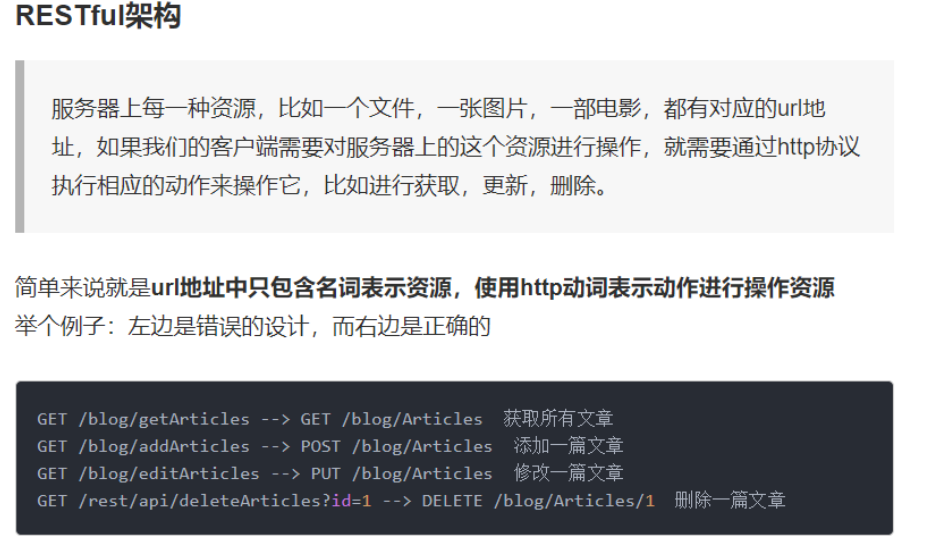 RESTful架构
服务器上每一种资源，比如一个文件，一张图片，一部电影，都有对应的url地
址，如果我们的客户端需要对服务器上的这个资源进行操作，就需要通过http协议
执行相应的动作来操作它，比如进行获取，更新，删除。
简单来说就是url地址中只包含名词表示资源，使用http动词表示动作进行操作资源
举个例子：左边是错误的设计，而右边是正确的
GET /blog/getArticles --> GET /blog/Articles  获取所有文章
GET /blog/addArticles --> POST /blog/Articles  添加一篇文章
GET /blog/editArticles --> PUT /blog/Articles  修改一篇文章
GET /rest/api/deleteArticles?id=1 --> DELETE /blog/Articles/1  删除一篇文章